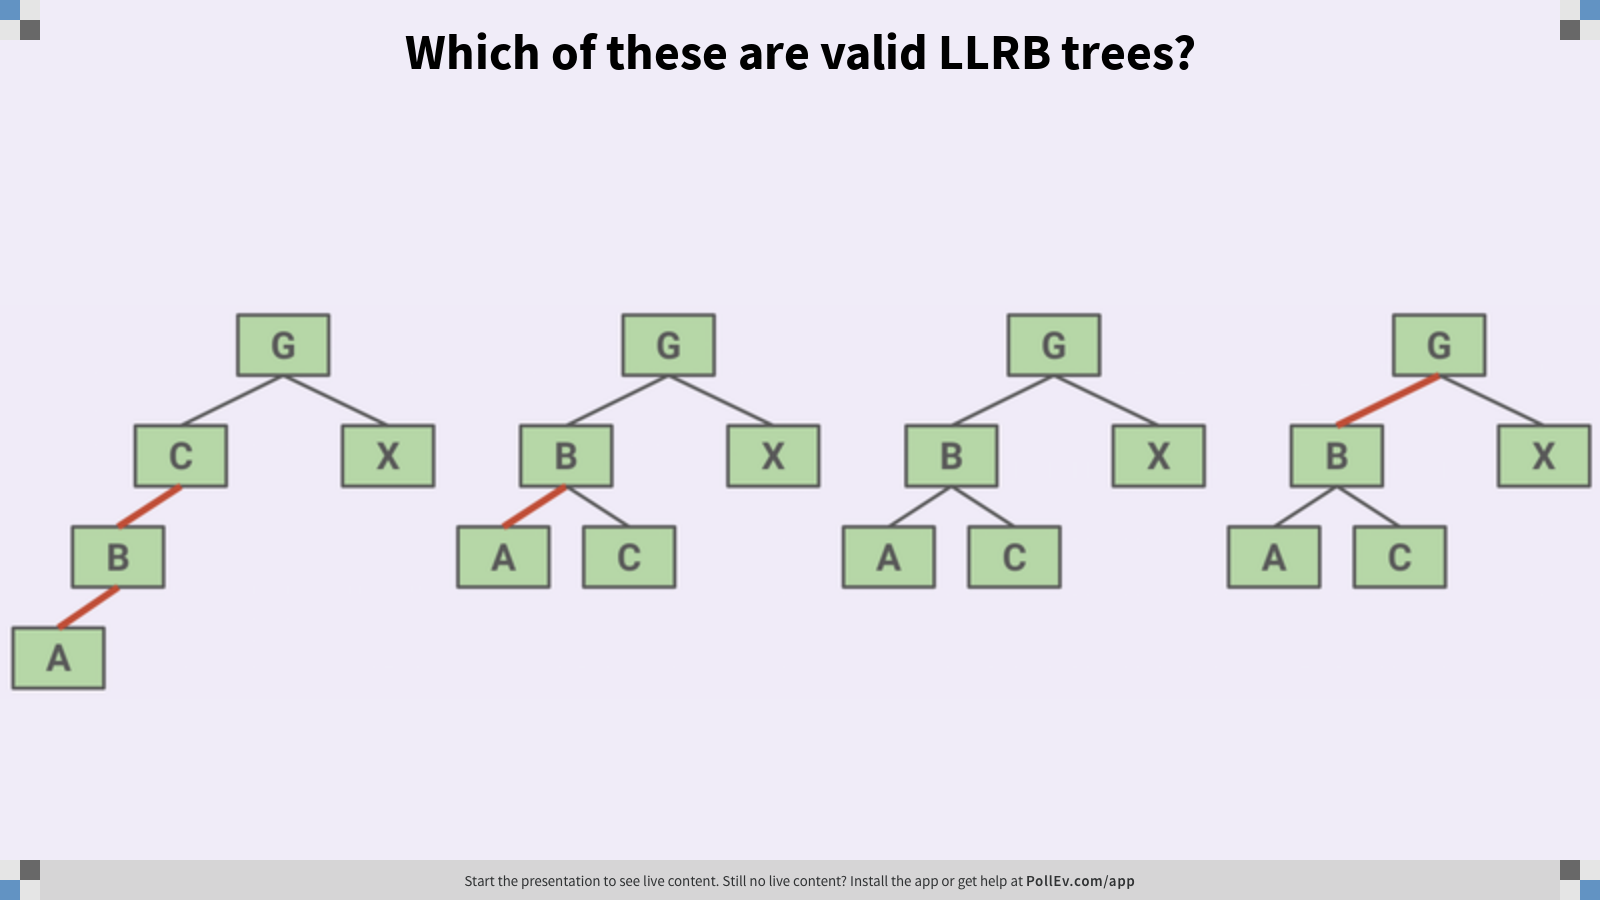 Which of these are valid LLRB trees?
G G G G
C X B X B X B X
B A C A C A C
A
Start the presentation to see live content. Still no live content? Install the app or get help at PollEv.com/app